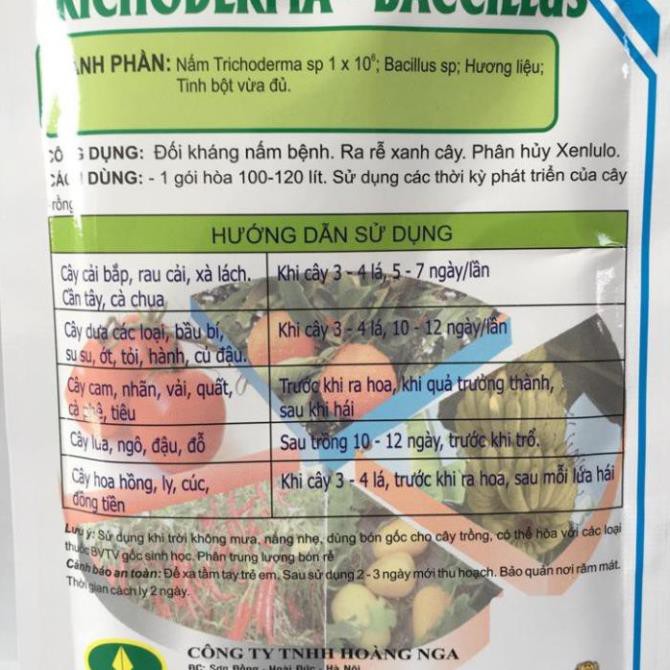 TRICHODERMA - BACCILLUS
ÀNH PHẦN: Nấm Trichoderma sp 1 x 10⁶; Bacillus sp; Hương liệu;
Tinh bột vừa đủ.
CÔNG DỤNG: Đối kháng nấm bệnh. Ra rễ xanh cây. Phân hủy Xenlulo.
CÁCH DÙNG: - 1 gói hòa 100-120 lít. Sử dụng các thời kỳ phát triển của cây
trồng
HƯỚNG DẪN SỬ DỤNG
Cây cải bắp, rau cải, xà lách. Khi cây 3 - 4 lá, 5 - 7 ngày/lần
Cần tây, cà chụa
Cây dưa các loại, bầu bí, Khi cây 3 - 4 lá, 10 - 12 ngày/lần
su su, ớt, tỏi, hành, củ đậu.
Cây cam, nhãn, vải, quất, Trước khi ra hoa, khi quả trưởng thành,
cà phê, tiêu sau khi hái
Cây lúa, ngô, đậu, đỗ Sau trồng 10 - 12 ngày, trước khi trổ.
Cây hoa hồng, ly, cúc, Khi cây 3 - 4 lá, trước khi ra hoa, sau mỗi lứa hái
đồng tiền
Lưu ý: Sử dụng khi trời không mưa, nắng nhẹ, dùng bón gốc cho cây trồng, có thể hòa với các loại
thuốc BVTV gốc sinh học. Phân trung lượng bón rễ
Cảnh báo an toàn: Để xa tầm tay trẻ em. Sau sử dụng 2 - 3 ngày mới thu hoạch. Bảo quản nơi râm mát.
Thời gian cách ly 2 ngày.
CÔNG TY TNHH HOÀNG NGA
ĐC: Sơn Đồng - Hoài Đức - Hà Nội